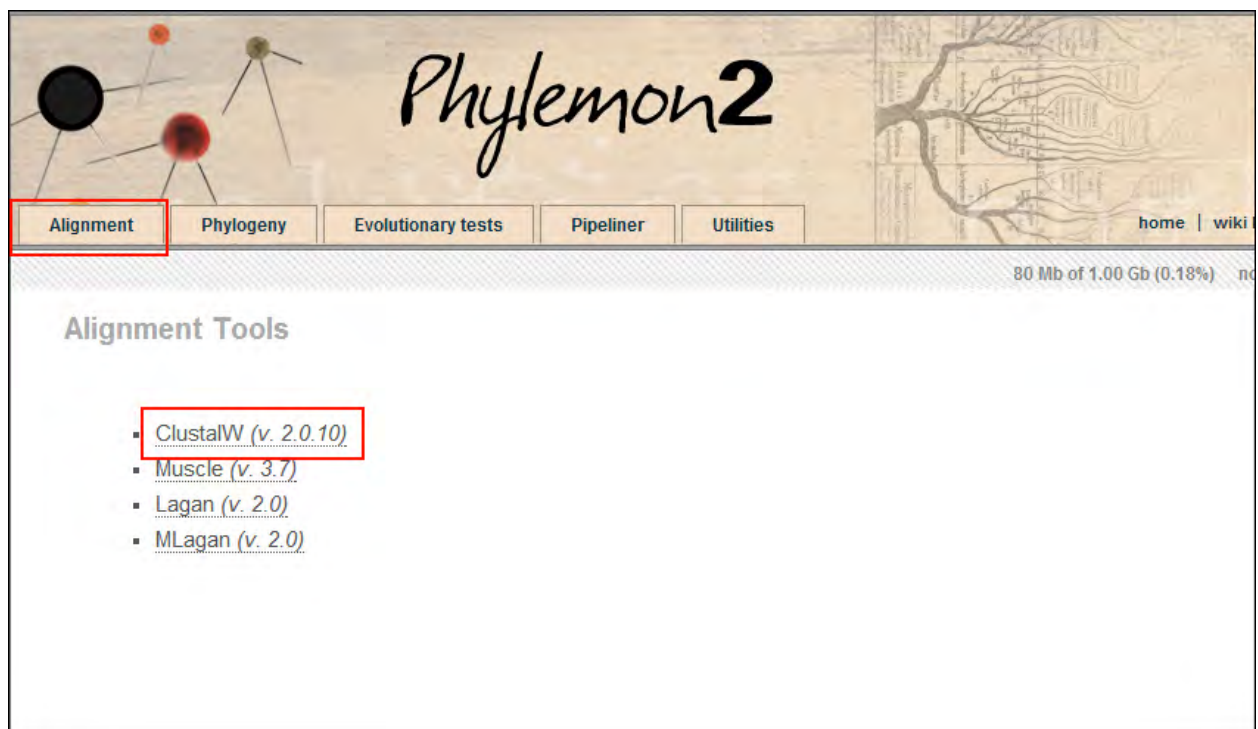 Phylemon2
Alignment Phylogeny Evolutionary tests Pipeliner Utilities home | wiki
80 Mb of 1.00 Gb (0.18%)
Alignment Tools
ClustalW (v. 2.0.10)
Muscle (v. 3.7)
Lagan (v. 2.0)
MLagan (v. 2.0)